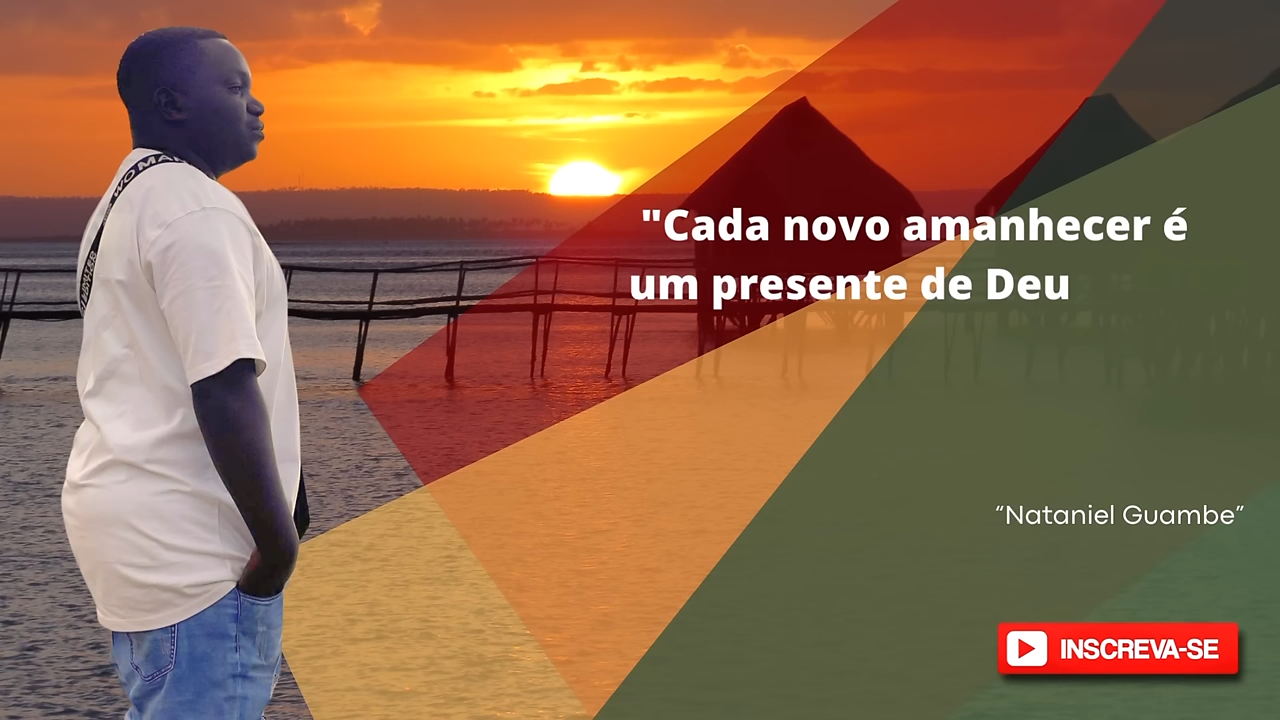 "Cada novo amanhecer é
um presente de Deu
“Nataniel Guambe”
INSCREVA-SE